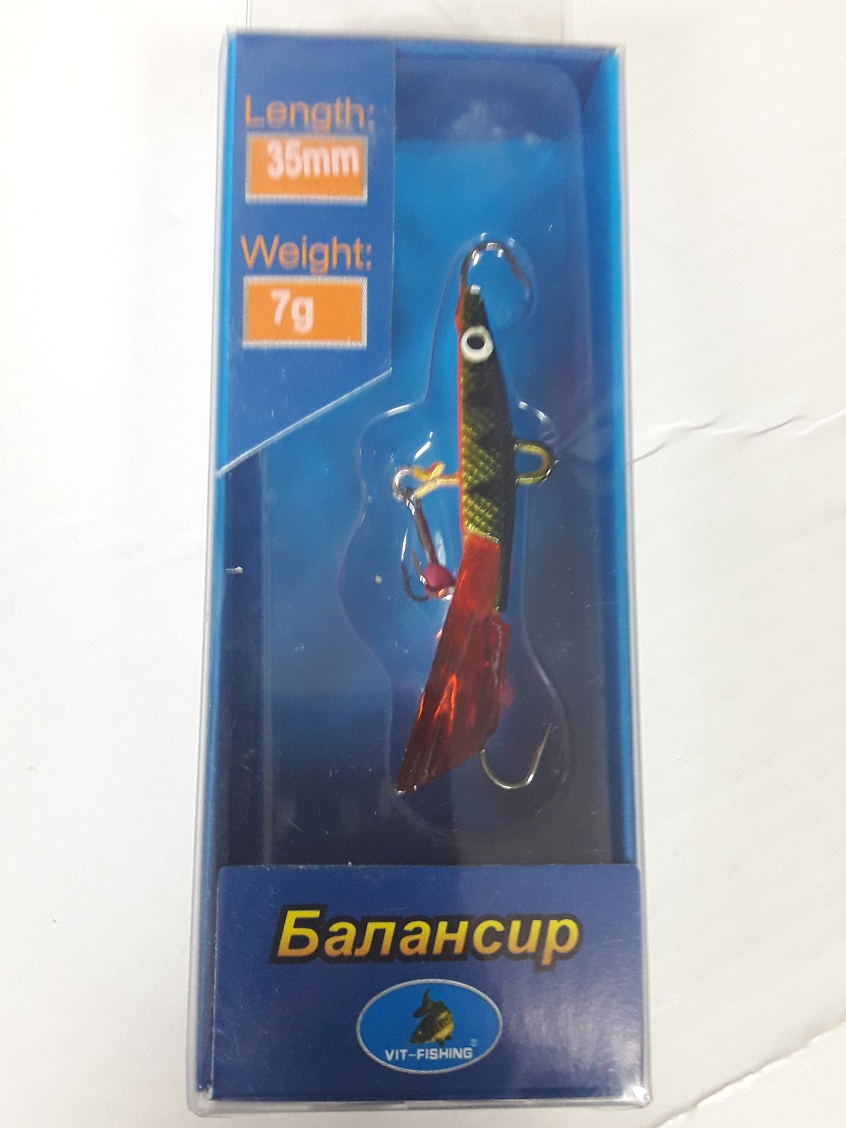 Length:
35mm
Weight:
7g
Балансир
VIT-FISHING®